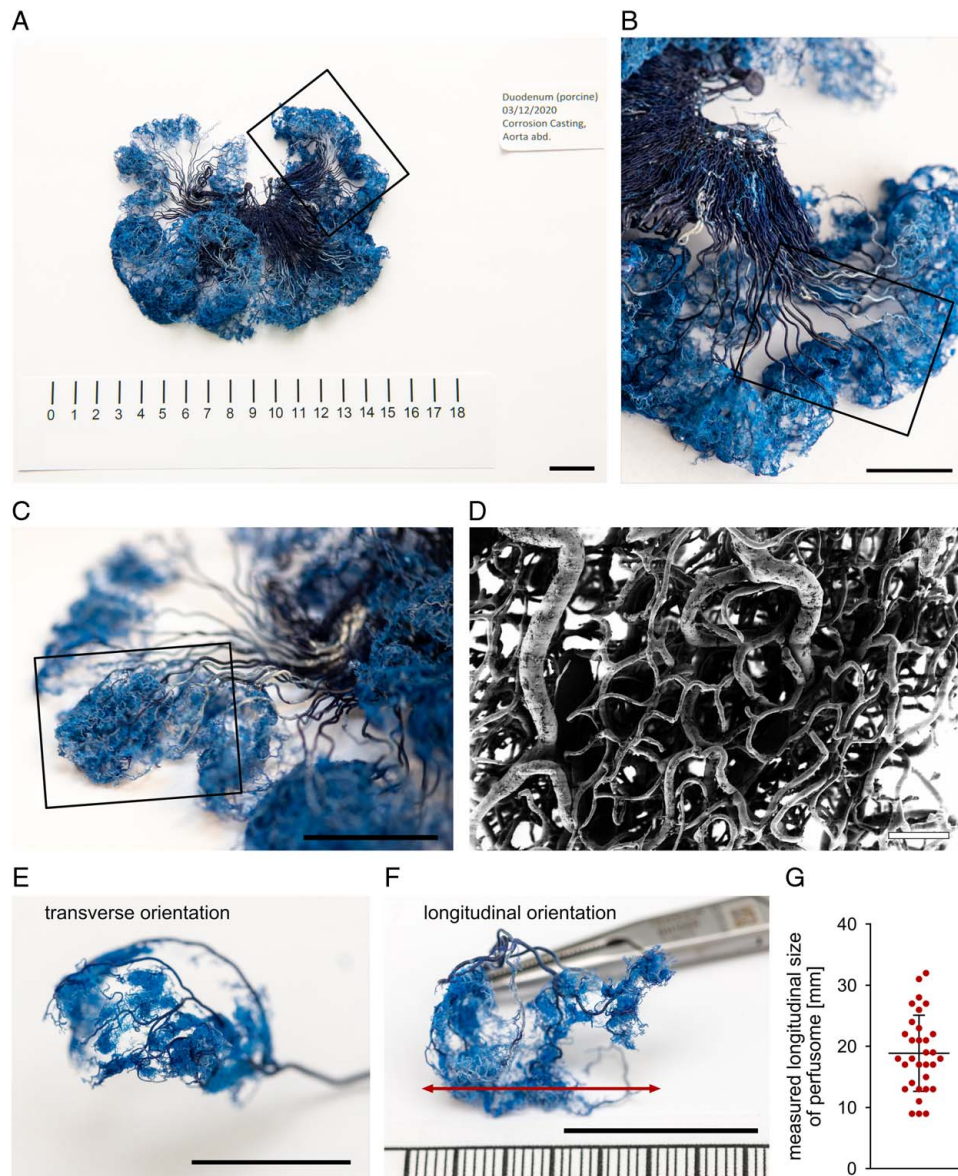 A
B
Duodenum (porcine)
03/12/2020
Corrosion Casting,
Aorta abd.
0 1 2 3 4 5 6 7 8 9 10 11 12 13 14 15 16 17 18
C
D
E
transverse orientation
F
longitudinal orientation
G
measured longitudinal size
of perfusome [mm]
40
30
20
10
0